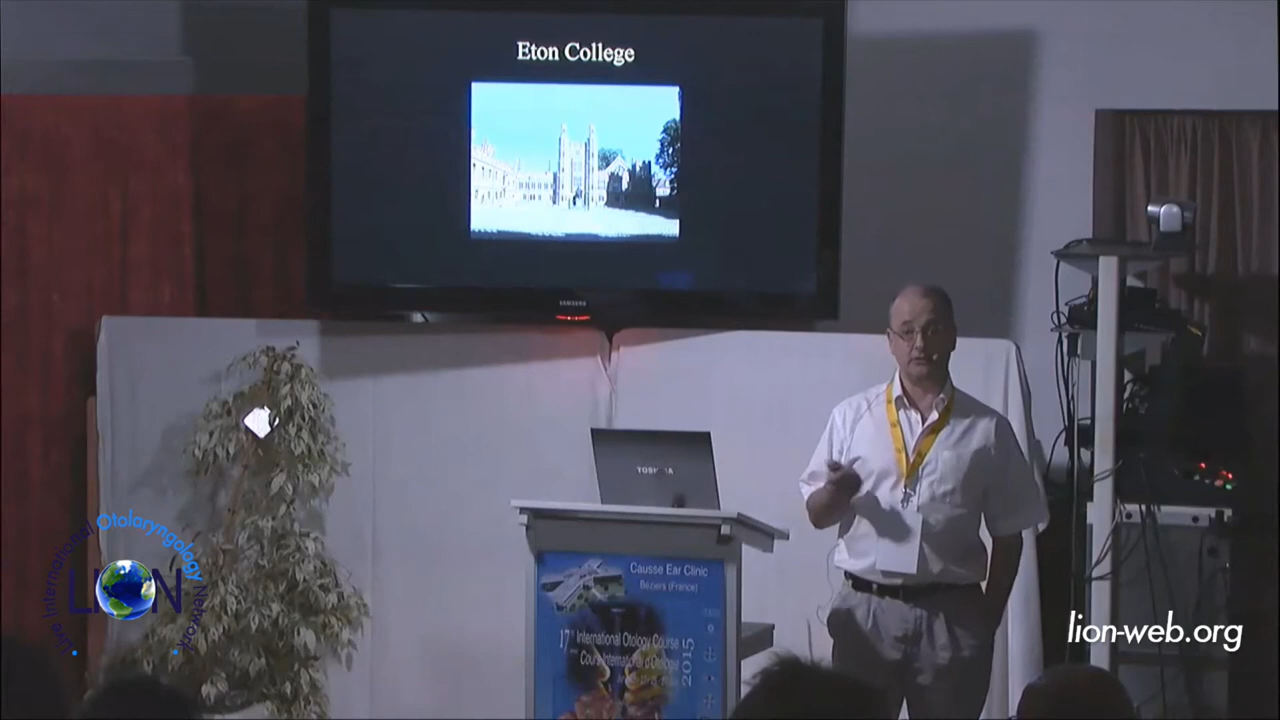 Eton College
SAMSUNG
TOSHIBA
Live International Otolaryngology Network
LION
Causse Ear Clinic
Béziers (France)
17th International Otology Course
Cours International d'Otologie
2015
lion-web.org